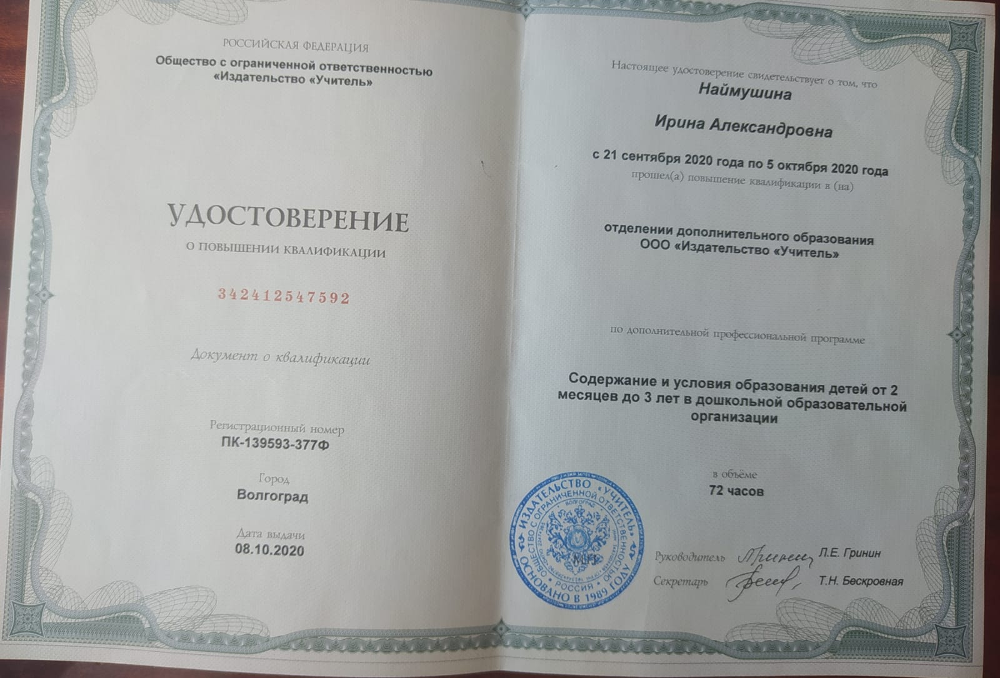 РОССИЙСКАЯ ФЕДЕРАЦИЯ
Общество с ограниченной ответственностью
«Издательство «Учитель»
УДОСТОВЕРЕНИЕ
О ПОВЫШЕНИИ КВАЛИФИКАЦИИ
342412547592
Документ о квалификации
Регистрационный номер
ПК-139593-377Ф
Город
Волгоград
Дата выдачи
08.10.2020
Настоящее удостоверение свидетельствует о том, что
Наймушина
Ирина Александровна
с 21 сентября 2020 года по 5 октября 2020 года
прошел(а) повышение квалификации в (на)
отделении дополнительного образования
ООО «Издательство «Учитель»
по дополнительной профессиональной программе
Содержание и условия образования детей от 2
месяцев до 3 лет в дошкольной образовательной
организации
в объёме
72 часов
Руководитель Л.Е. Гринин
Секретарь Т.Н. Бескровная
ИЗДАТЕЛЬСТВО «УЧИТЕЛЬ»
ОСНОВАНО В 1989 ГОДУ
ОБЩЕСТВО С ОГРАНИЧЕННОЙ ОТВЕТСТВЕННОСТЬЮ
РОССИЯ
ВОЛГОГРАД
М.П.